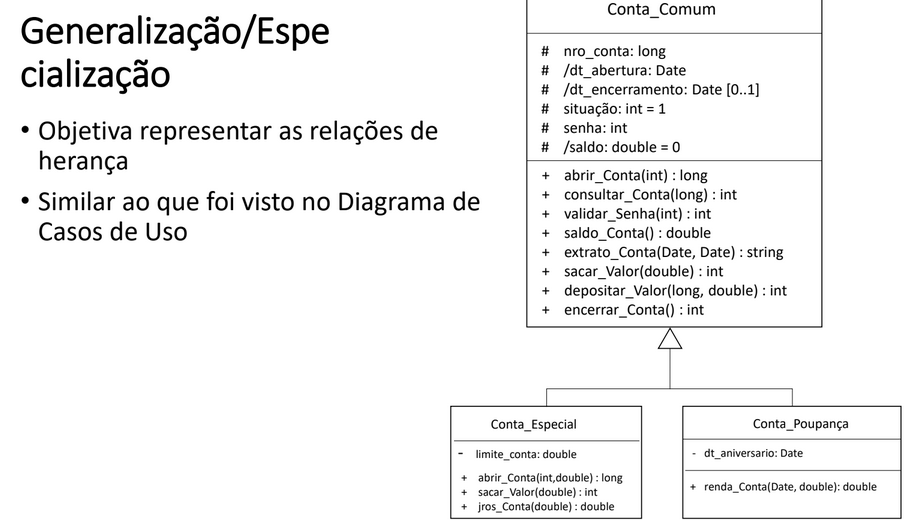 Generalização/Espe
cialização
• Objetiva representar as relações de
herança
• Similar ao que foi visto no Diagrama de
Casos de Uso
Conta_Comum
# nro_conta: long
# /dt_abertura: Date
# /dt_encerramento: Date [0..1]
# situação: int = 1
# senha: int
# /saldo: double = 0
+ abrir_Conta(int) : long
+ consultar_Conta(long) : int
+ validar_Senha(int) : int
+ saldo_Conta() : double
+ extrato_Conta(Date, Date) : string
+ sacar_Valor(double) : int
+ depositar_Valor(long, double) : int
+ encerrar_Conta() : int
Conta_Especial
- limite_conta: double
+ abrir_Conta(int,double) : long
+ sacar_Valor(double) : int
+ jros_Conta(double) : double
Conta_Poupança
- dt_aniversario: Date
+ renda_Conta(Date, double): double